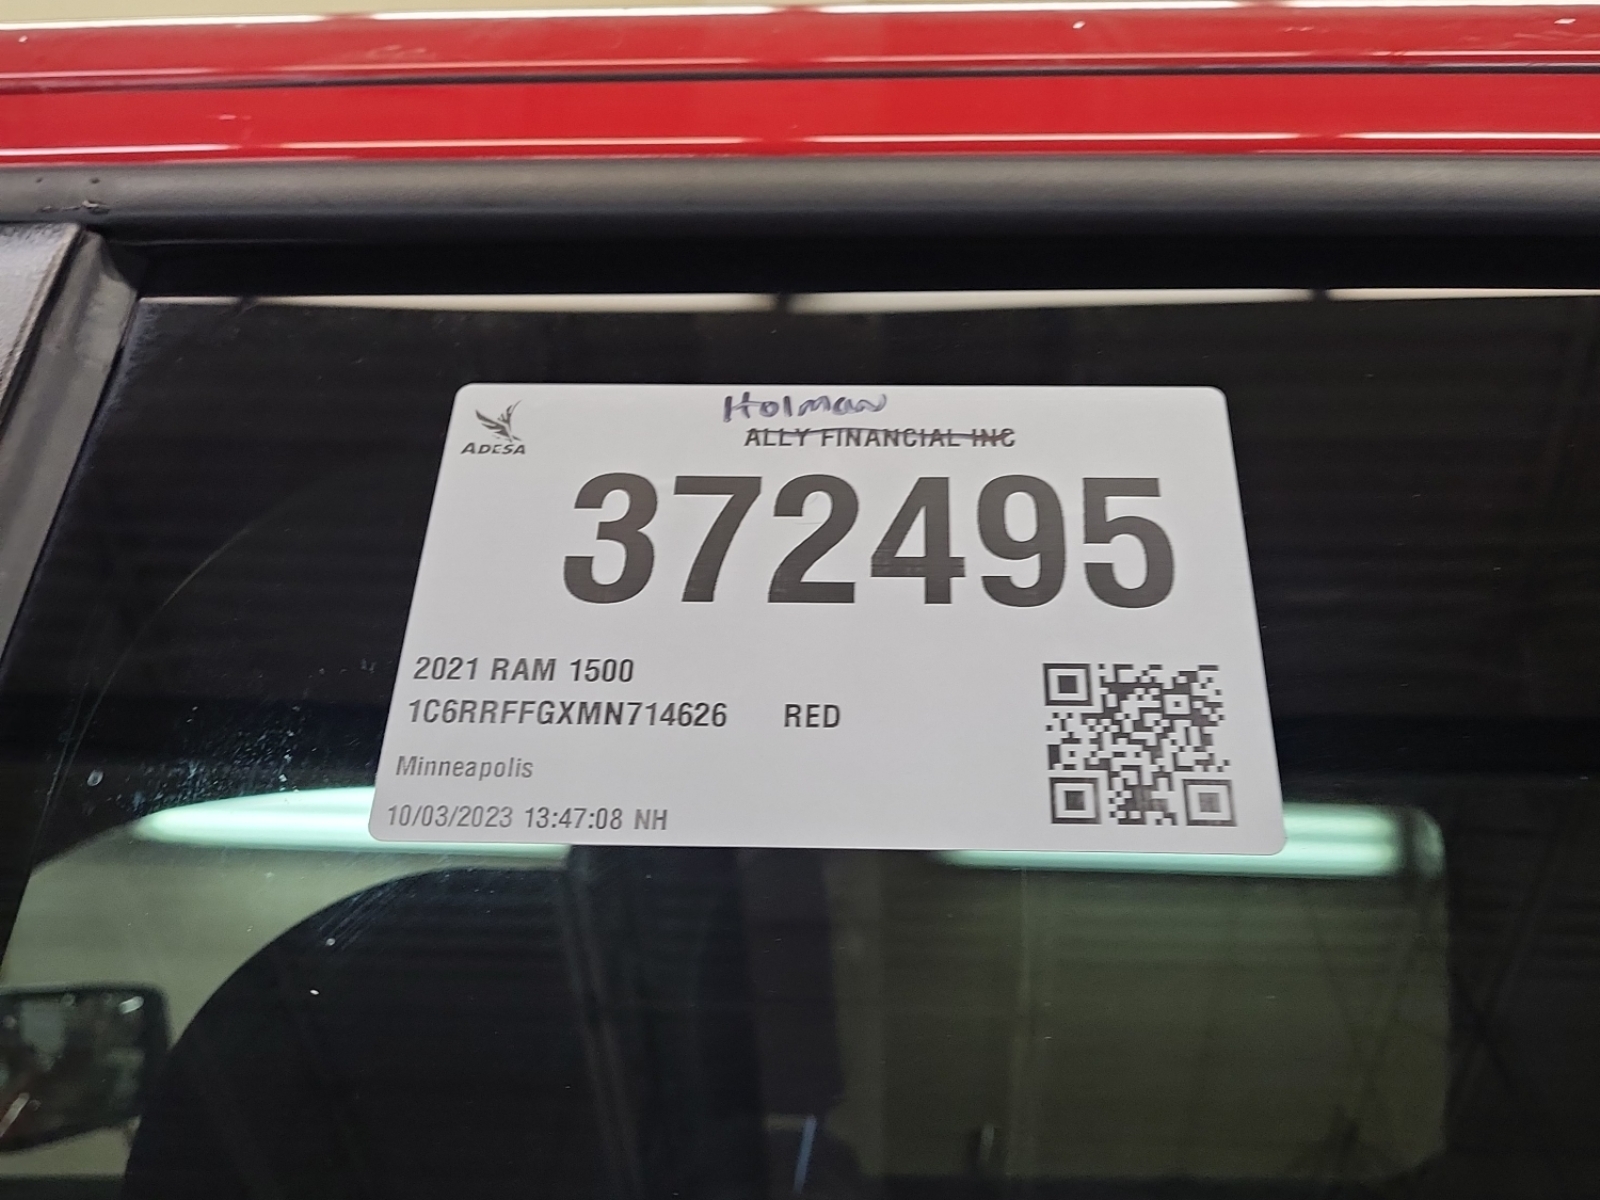 Holman
ADESA
ALLY FINANCIAL INC
372495
2021 RAM 1500
1C6RRFFGXMN714626 RED
Minneapolis
10/03/2023 13:47:08 NH